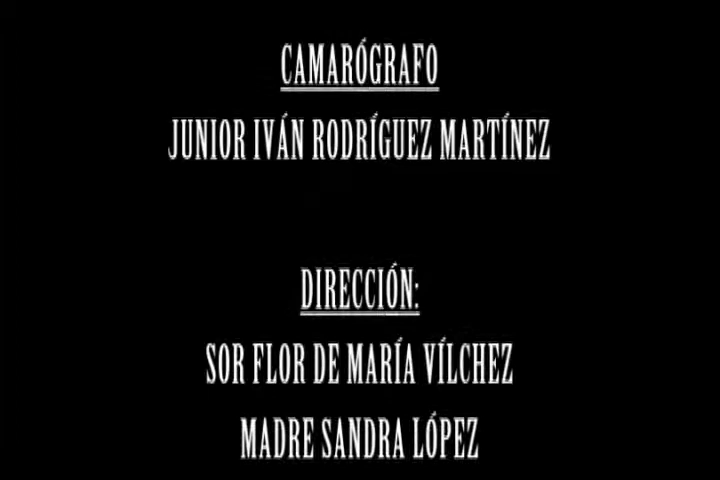 CAMARÓGRAFO
JUNIOR IVÁN RODRÍGUEZ MARTÍNEZ
DIRECCIÓN:
SOR FLOR DE MARÍA VÍLCHEZ
MADRE SANDRA LÓPEZ